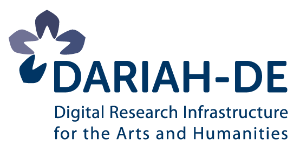 DARIAH-DE
Digital Research Infrastructure
for the Arts and Humanities